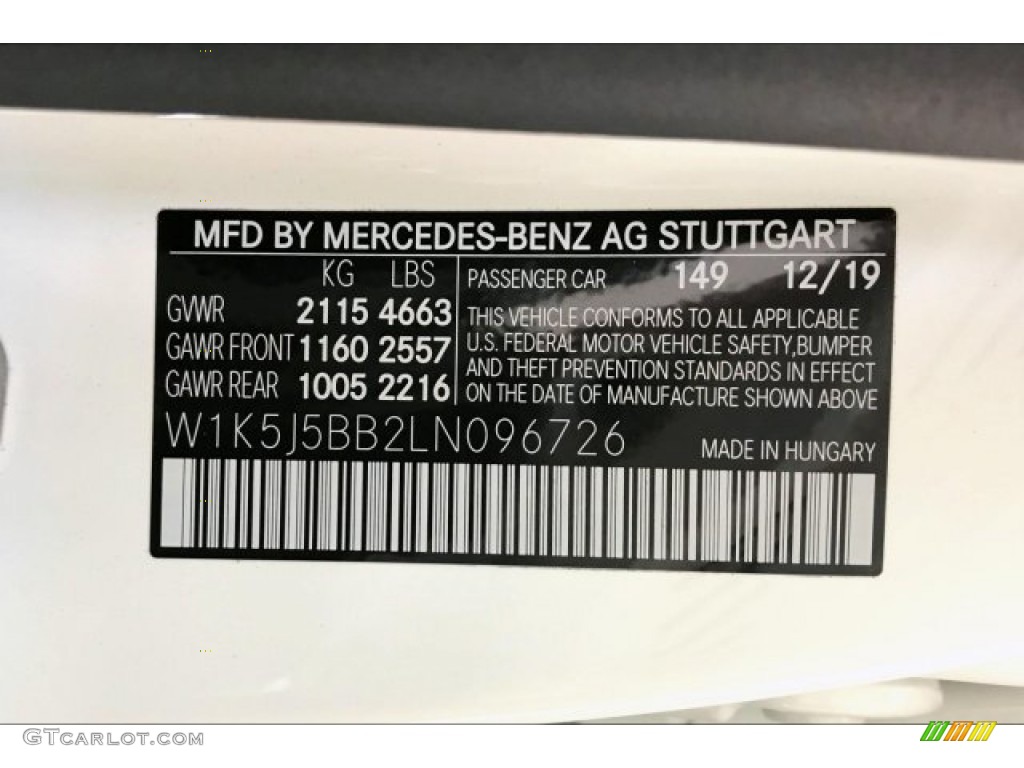 MFD BY MERCEDES-BENZ AG STUTTGART
KG LBS
GVWR 2115 4663
GAWR FRONT 1160 2557
GAWR REAR 1005 2216
PASSENGER CAR 149 12/19
THIS VEHICLE CONFORMS TO ALL APPLICABLE
U.S. FEDERAL MOTOR VEHICLE SAFETY,BUMPER
AND THEFT PREVENTION STANDARDS IN EFFECT
ON THE DATE OF MANUFACTURE SHOWN ABOVE
W1K5J5BB2LN096726
MADE IN HUNGARY
GTCARLOT.COM